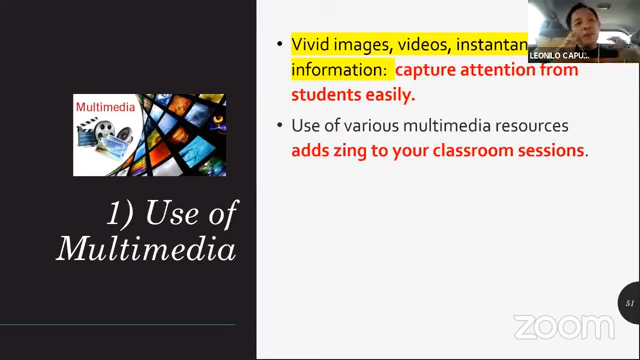 Vivid images, videos,
information: capture attention from
students easily.
Use of various multimedia resources
adds zing to your classroom sessions.
Multimedia
1) Use of
Multimedia
LEONILO CAPU...
51
zoom